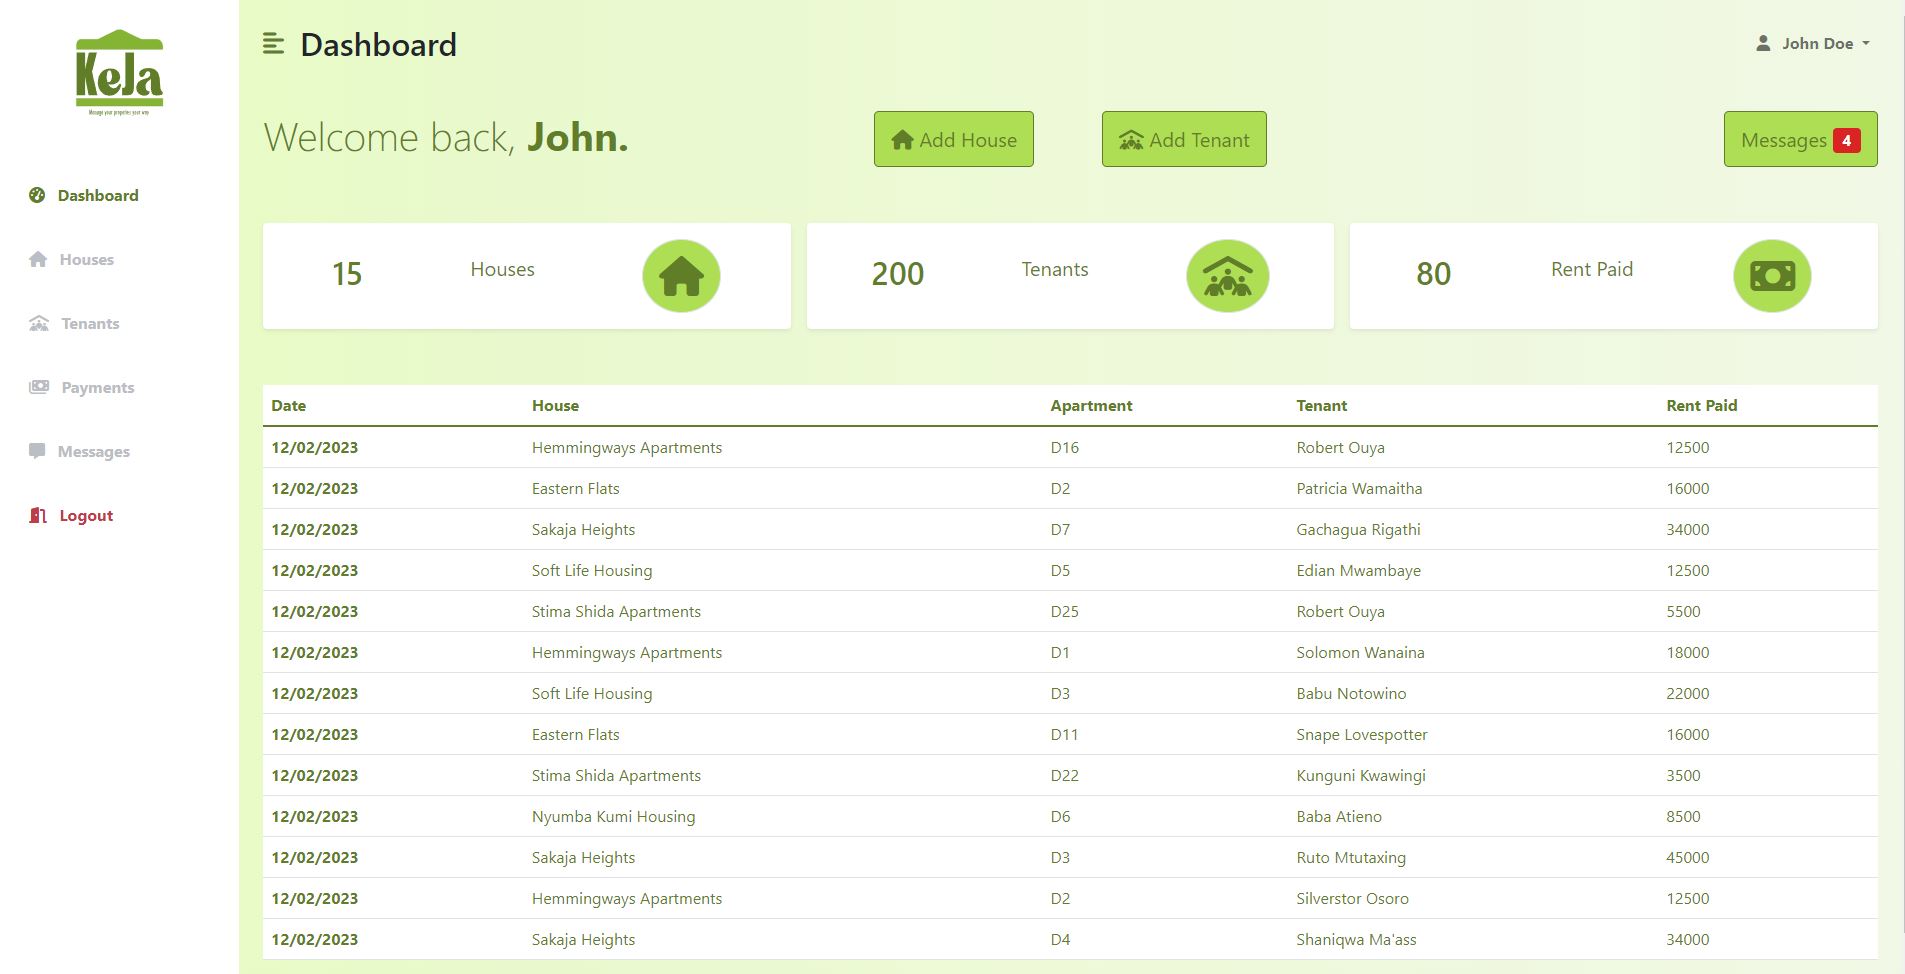 KeJa
Manage your properties your way
Dashboard
Houses
Tenants
Payments
Messages
Logout
Dashboard
John Doe
Welcome back, John.
Add House
Add Tenant
Messages 4
15 Houses
200 Tenants
80 Rent Paid
Date House Apartment Tenant Rent Paid
12/02/2023 Hemmingways Apartments D16 Robert Ouya 12500
12/02/2023 Eastern Flats D2 Patricia Wamaitha 16000
12/02/2023 Sakaja Heights D7 Gachagua Rigathi 34000
12/02/2023 Soft Life Housing D5 Edian Mwambaye 12500
12/02/2023 Stima Shida Apartments D25 Robert Ouya 5500
12/02/2023 Hemmingways Apartments D1 Solomon Wanaina 18000
12/02/2023 Soft Life Housing D3 Babu Notowino 22000
12/02/2023 Eastern Flats D11 Snape Lovespotter 16000
12/02/2023 Stima Shida Apartments D22 Kunguni Kwawingi 3500
12/02/2023 Nyumba Kumi Housing D6 Baba Atieno 8500
12/02/2023 Sakaja Heights D3 Ruto Mtutaxing 45000
12/02/2023 Hemmingways Apartments D2 Silverstor Osoro 12500
12/02/2023 Sakaja Heights D4 Shaniqwa Ma'ass 34000